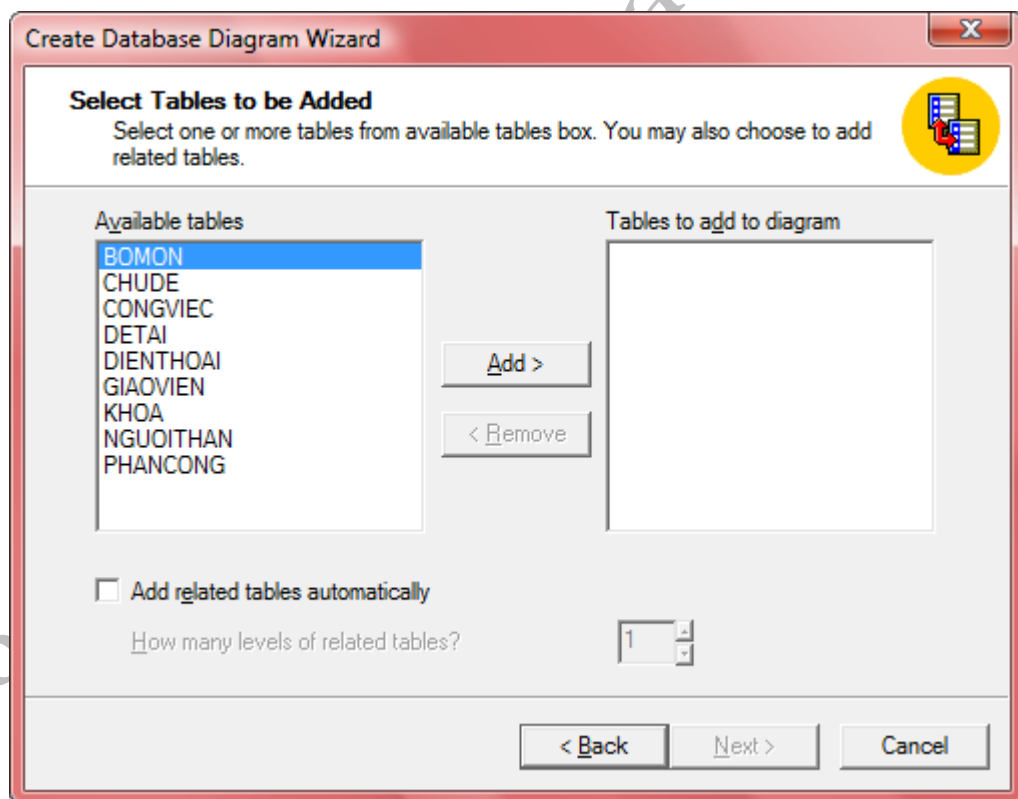 Create Database Diagram Wizard
x
Select Tables to be Added
Select one or more tables from available tables box. You may also choose to add
related tables.
Available tables
BOMON
CHUDE
CONGVIEC
DETAI
DIENTHOAI
GIAOVIEN
KHOA
NGUOITHAN
PHANCONG
Add >
< Remove
Tables to add to diagram
Add related tables automatically
How many levels of related tables?
1
< Back
Next >
Cancel